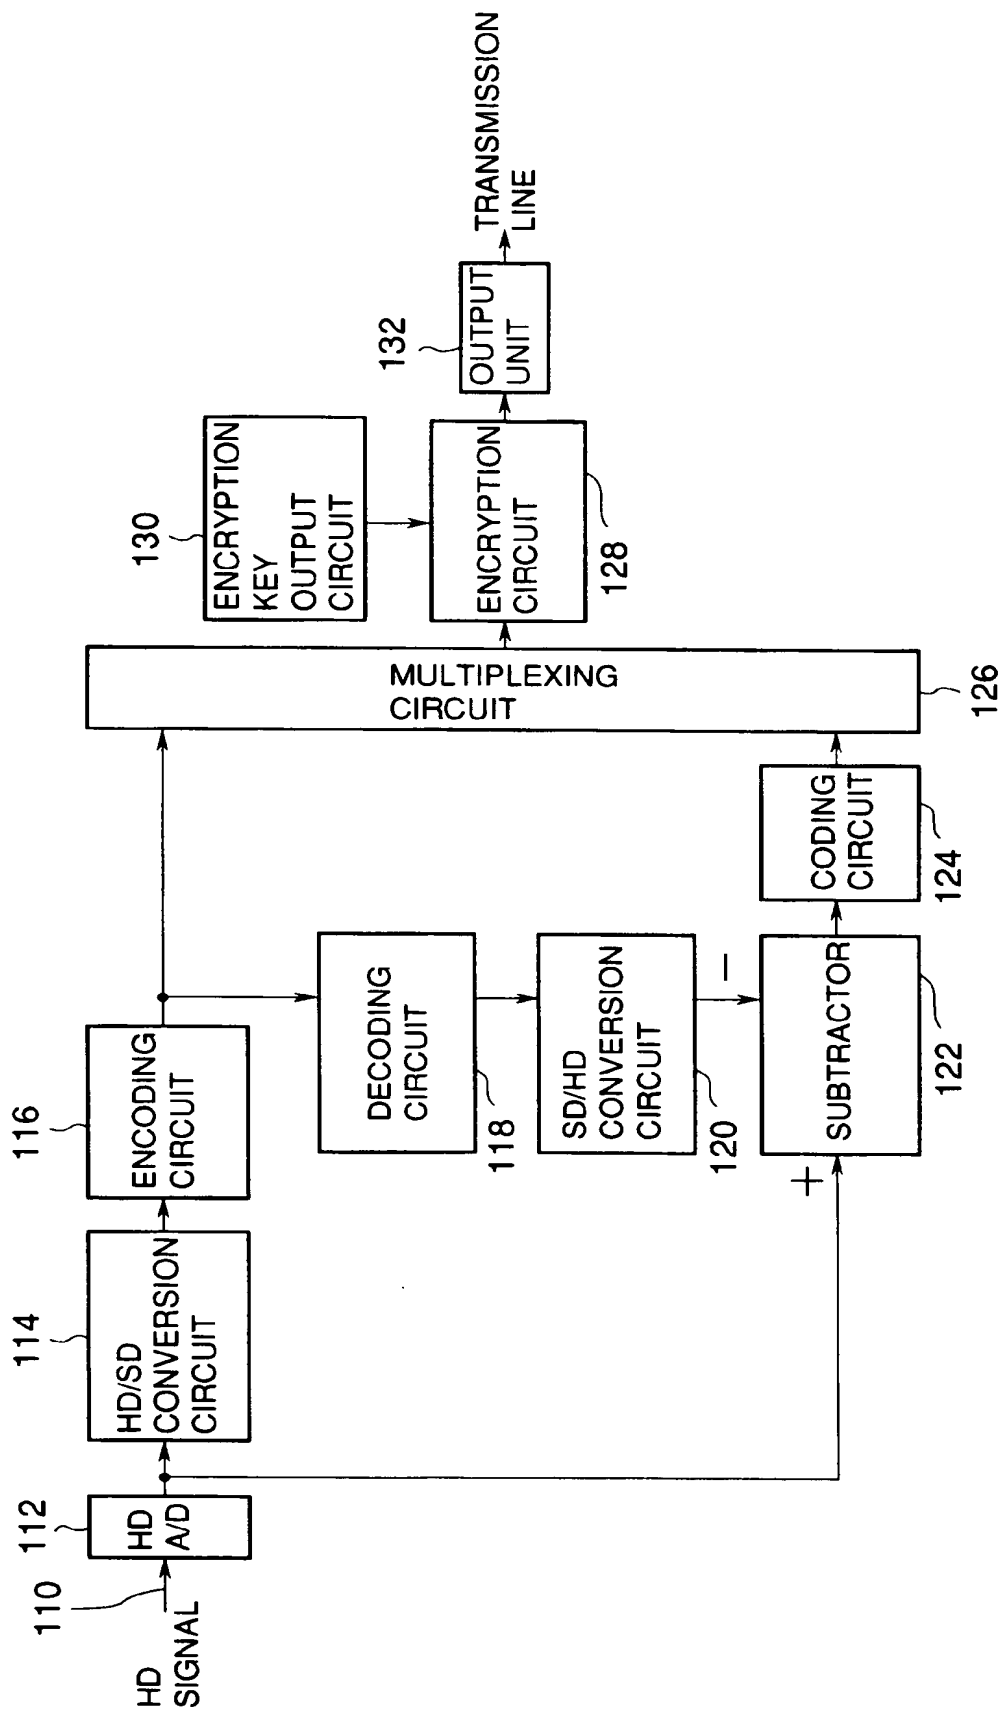 HD
SIGNAL
110
112
HD
A/D
114
HD/SD
CONVERSION
CIRCUIT
116
ENCODING
CIRCUIT
DECODING
CIRCUIT
118
SD/HD
CONVERSION
CIRCUIT
120
−
+
SUBTRACTOR
122
CODING
CIRCUIT
124
MULTIPLEXING
CIRCUIT
126
130
ENCRYPTION
KEY
OUTPUT
CIRCUIT
ENCRYPTION
CIRCUIT
128
132
OUTPUT
UNIT
TRANSMISSION
LINE